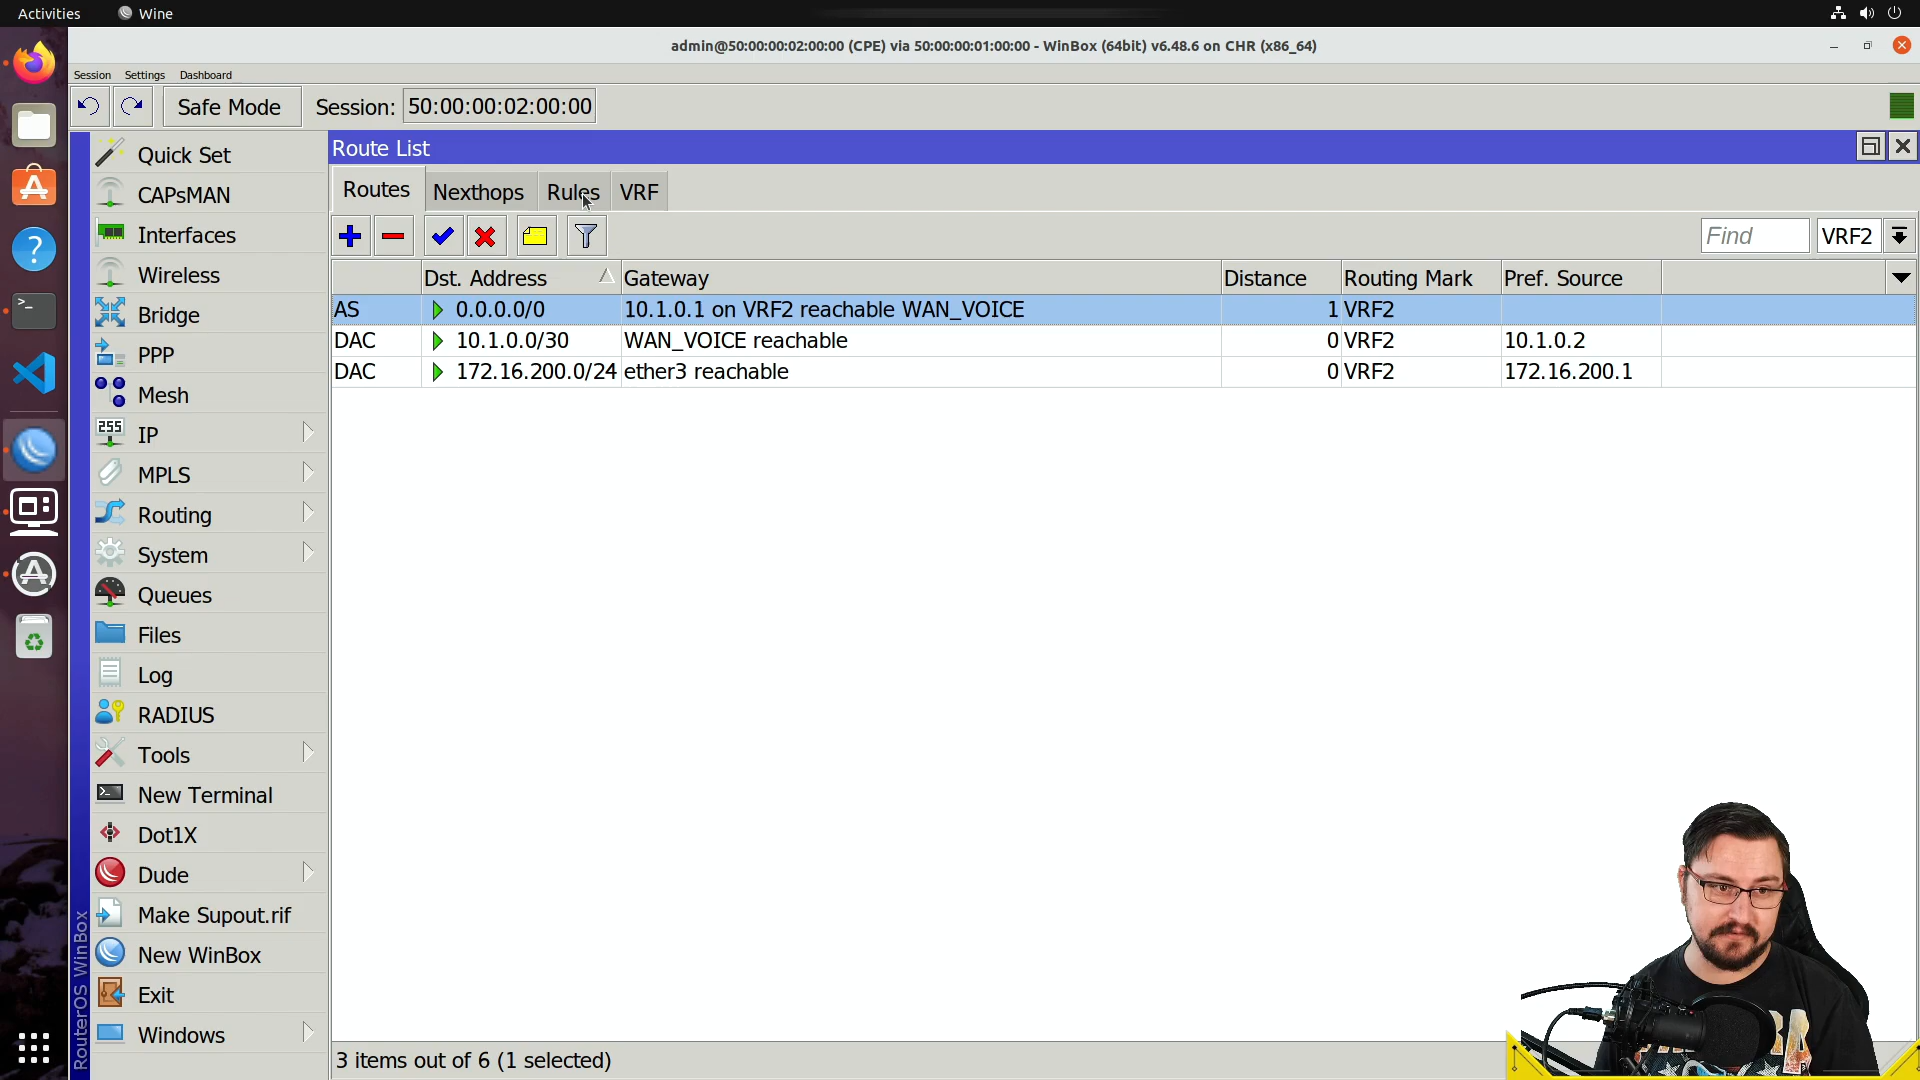 Activities
Wine
admin@50:00:00:02:00:00 (CPE) via 50:00:00:01:00:00 - WinBox (64bit) v6.48.6 on CHR (x86_64)
Session Settings Dashboard
Safe Mode Session: 50:00:00:02:00:00
Quick Set
CAPsMAN
Interfaces
Wireless
Bridge
PPP
Mesh
255
IP
MPLS
Routing
System
Queues
Files
Log
RADIUS
Tools
New Terminal
Dot1X
Dude
Make Supout.rif
New WinBox
Exit
Windows
RouterOS WinBox
Route List
Routes Nexthops Rules VRF
Find VRF2
Dst. Address Gateway Distance Routing Mark Pref. Source
AS 0.0.0.0/0 10.1.0.1 on VRF2 reachable WAN_VOICE 1 VRF2
DAC 10.1.0.0/30 WAN_VOICE reachable 0 VRF2 10.1.0.2
DAC 172.16.200.0/24 ether3 reachable 0 VRF2 172.16.200.1
3 items out of 6 (1 selected)